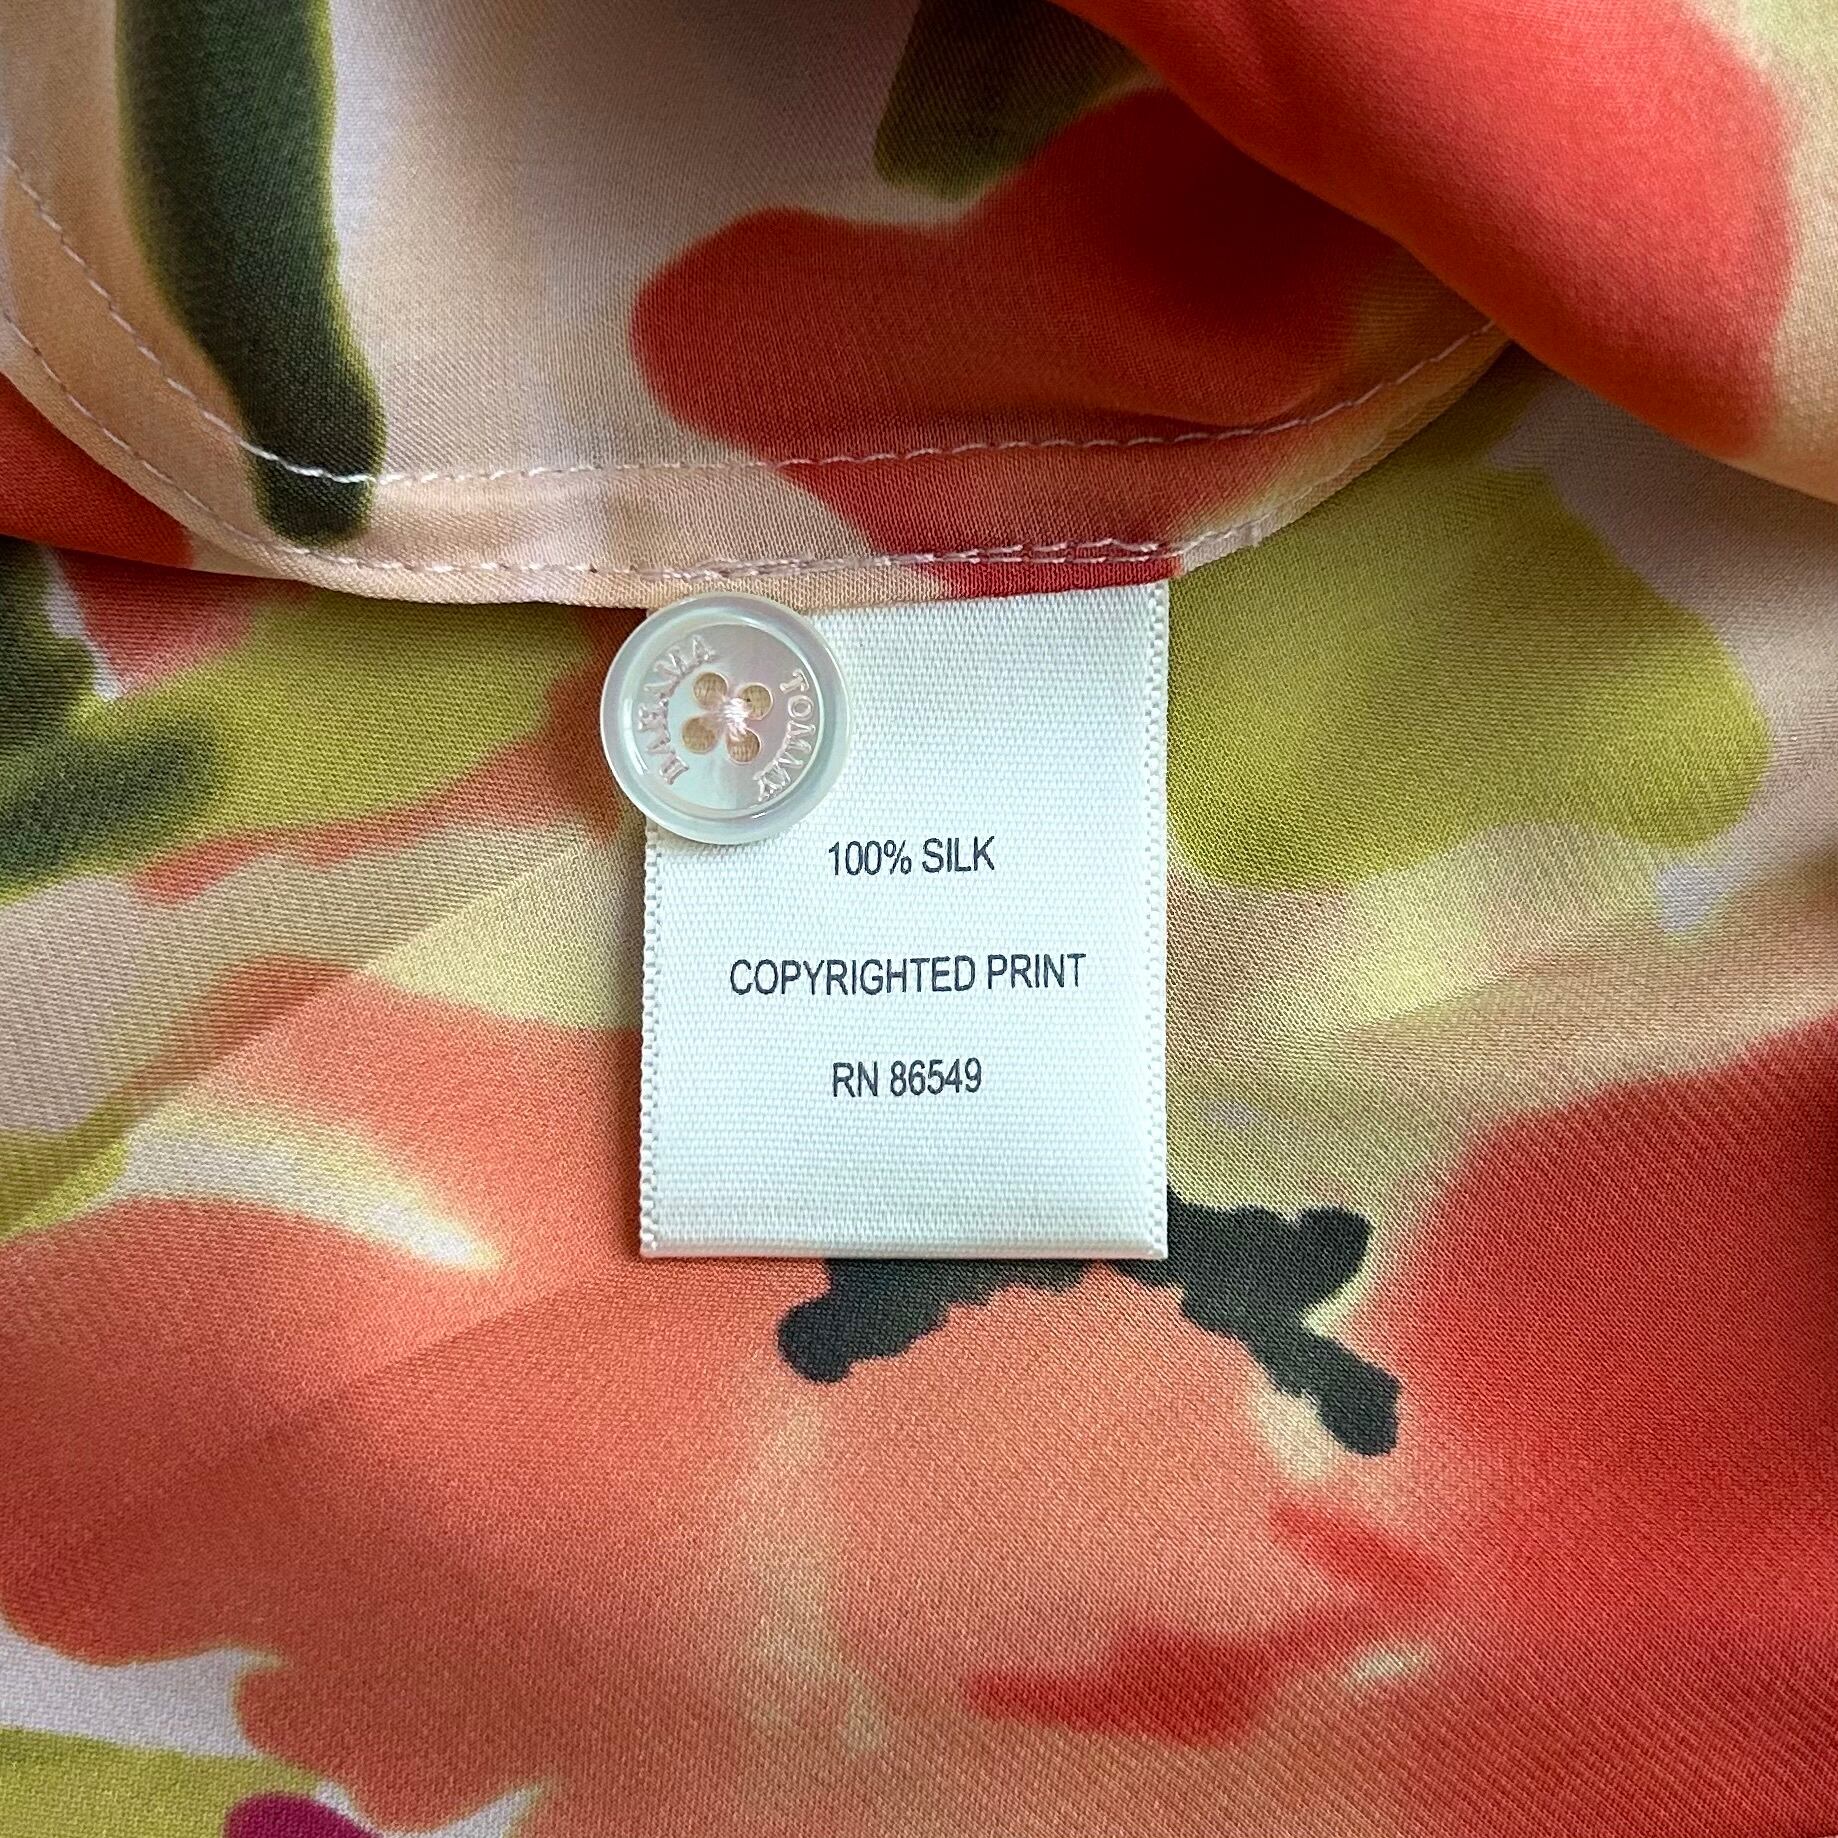 TOMMY
BAHAMA
100% SILK
COPYRIGHTED PRINT
RN 86549